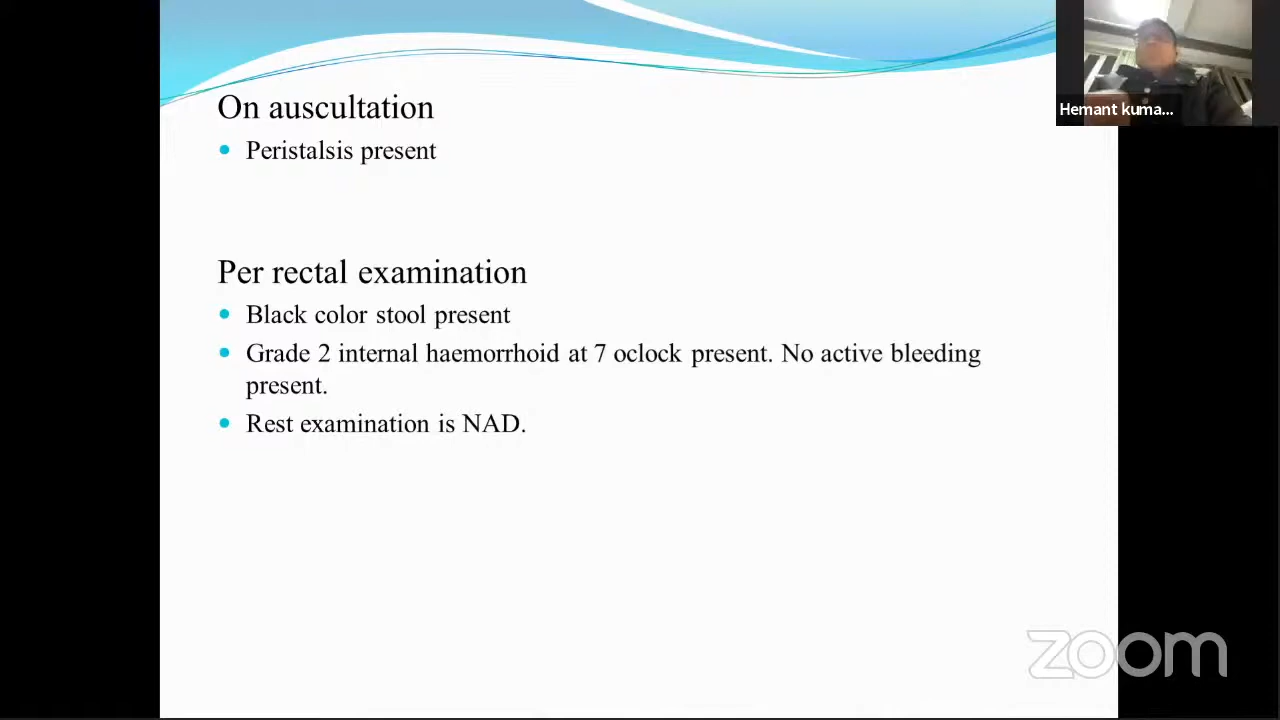 On auscultation
Peristalsis present
Per rectal examination
Black color stool present
Grade 2 internal haemorrhoid at 7 oclock present. No active bleeding
present.
Rest examination is NAD.
Hemant kuma...
zoom